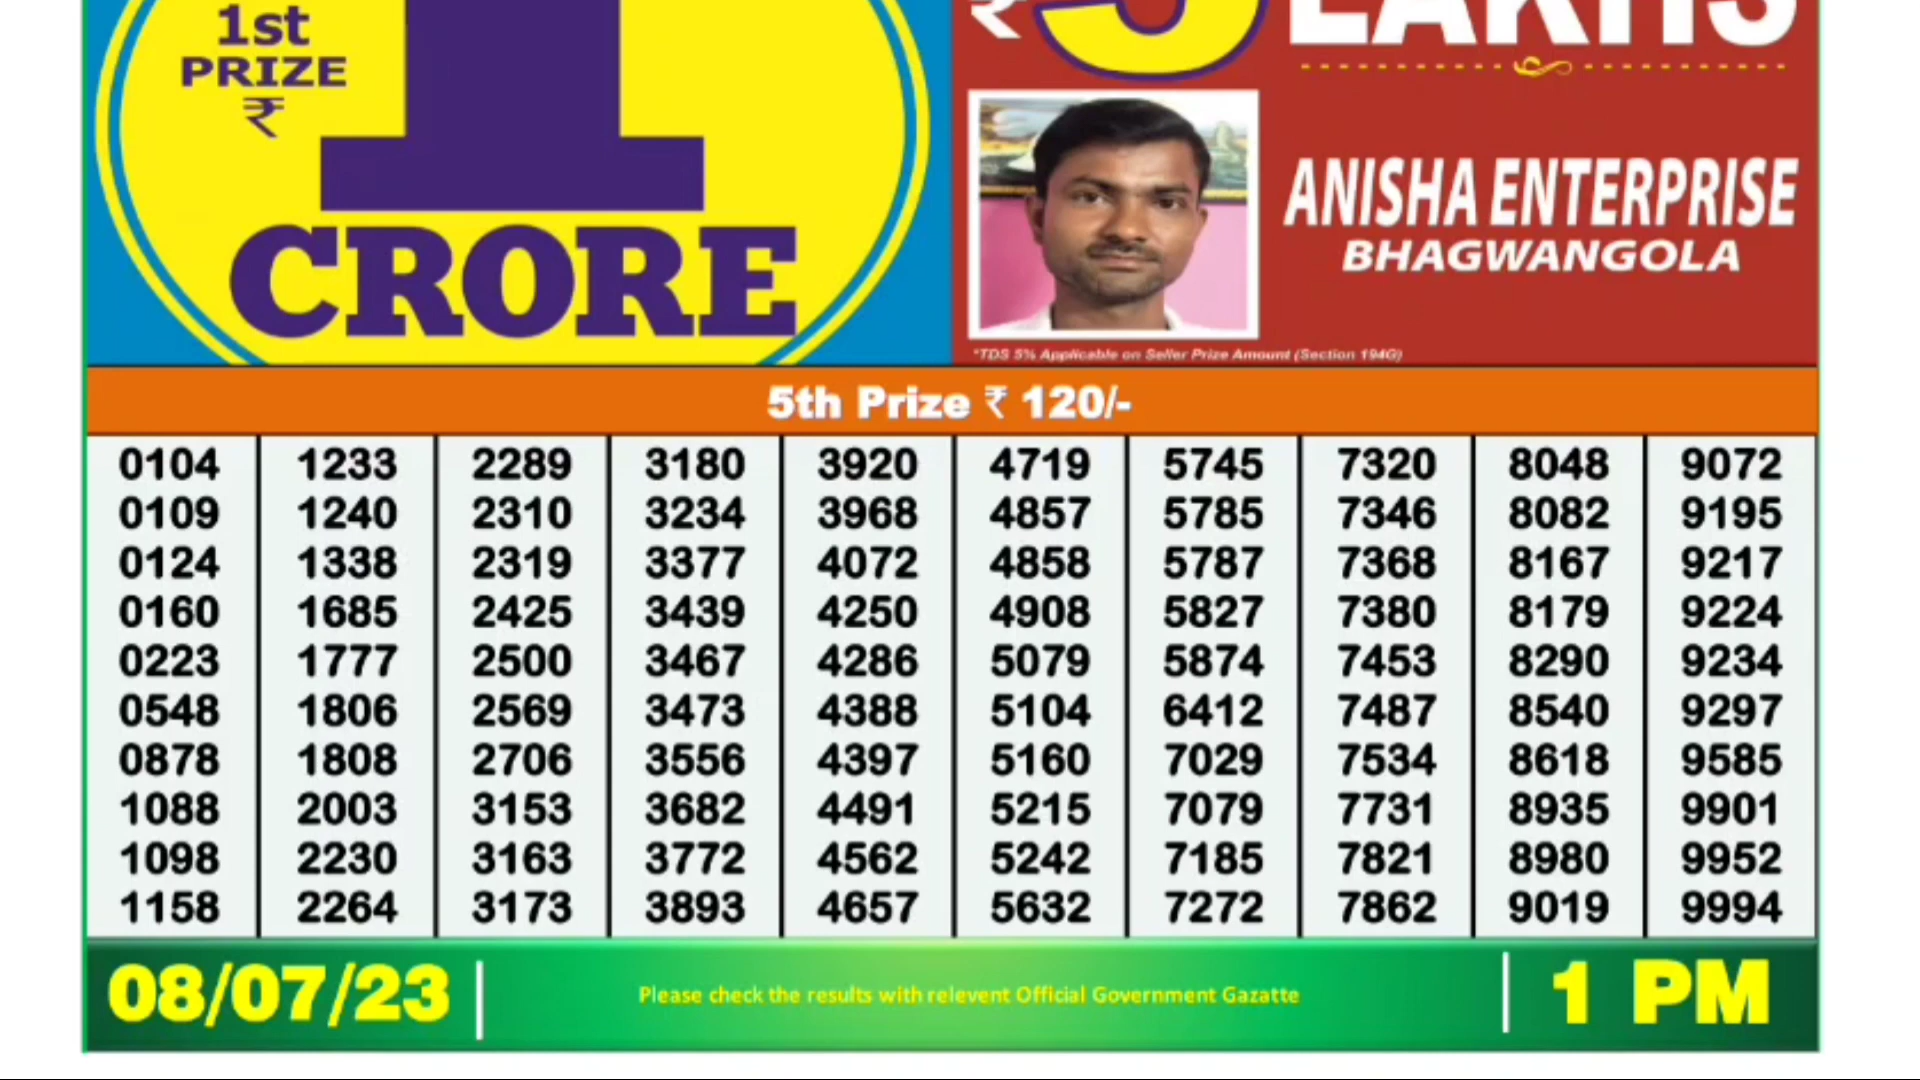 1st
PRIZE
₹
1
CRORE
₹ 5 LAKHS
ANISHA ENTERPRISE
BHAGWANGOLA
*TDS 5% Applicable on Seller Prize Amount (Section 194G)
5th Prize ₹ 120/-
0104 1233 2289 3180 3920 4719 5745 7320 8048 9072
0109 1240 2310 3234 3968 4857 5785 7346 8082 9195
0124 1338 2319 3377 4072 4858 5787 7368 8167 9217
0160 1685 2425 3439 4250 4908 5827 7380 8179 9224
0223 1777 2500 3467 4286 5079 5874 7453 8290 9234
0548 1806 2569 3473 4388 5104 6412 7487 8540 9297
0878 1808 2706 3556 4397 5160 7029 7534 8618 9585
1088 2003 3153 3682 4491 5215 7079 7731 8935 9901
1098 2230 3163 3772 4562 5242 7185 7821 8980 9952
1158 2264 3173 3893 4657 5632 7272 7862 9019 9994
08/07/23
Please check the results with relevent Official Government Gazatte
1 PM